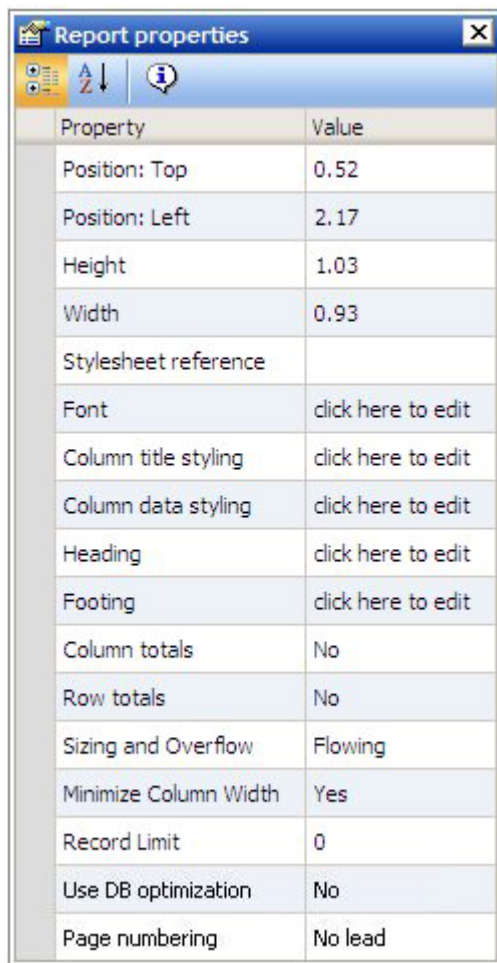 Report properties
Property Value
Position: Top 0.52
Position: Left 2.17
Height 1.03
Width 0.93
Stylesheet reference
Font click here to edit
Column title styling click here to edit
Column data styling click here to edit
Heading click here to edit
Footing click here to edit
Column totals No
Row totals No
Sizing and Overflow Flowing
Minimize Column Width Yes
Record Limit 0
Use DB optimization No
Page numbering No lead